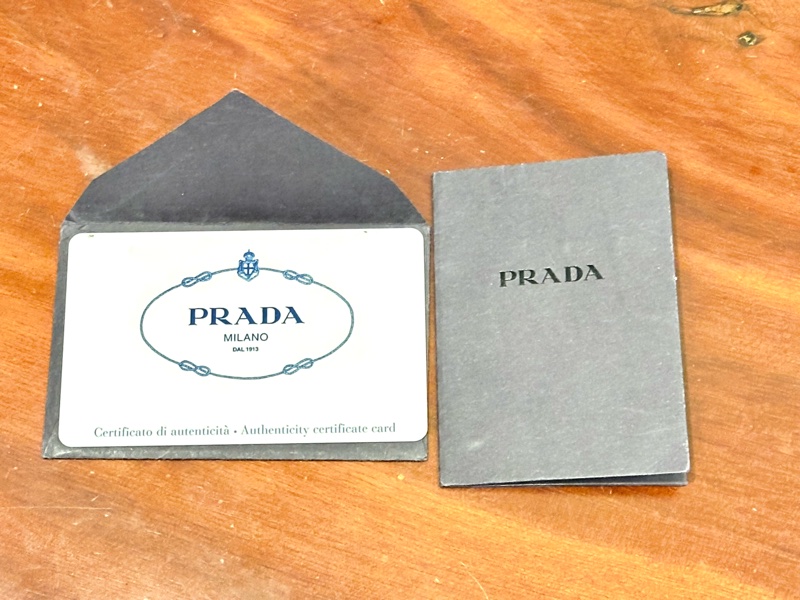 PRADA
MILANO
DAL 1913
Certificato di autenticità • Authenticity certificate card
PRADA